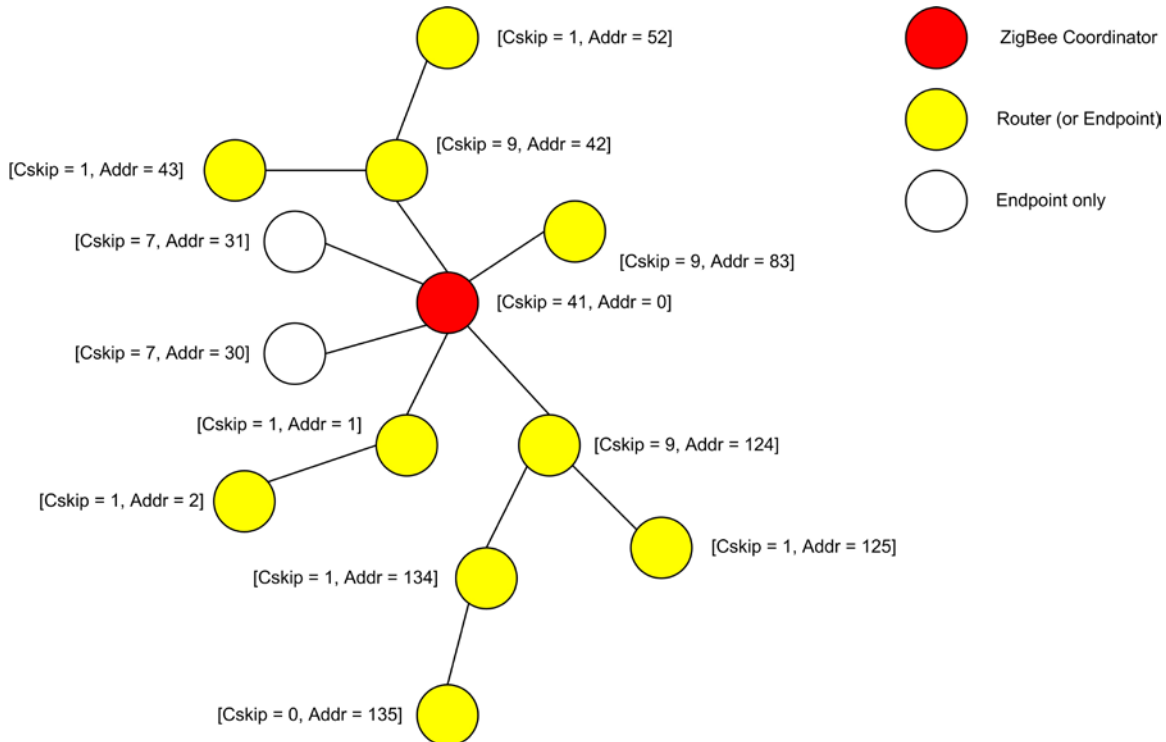 [Cskip = 1, Addr = 52]
ZigBee Coordinator
Router (or Endpoint)
[Cskip = 9, Addr = 42]
[Cskip = 1, Addr = 43]
Endpoint only
[Cskip = 7, Addr = 31]
[Cskip = 9, Addr = 83]
[Cskip = 41, Addr = 0]
[Cskip = 7, Addr = 30]
[Cskip = 1, Addr = 1]
[Cskip = 9, Addr = 124]
[Cskip = 1, Addr = 2]
[Cskip = 1, Addr = 125]
[Cskip = 1, Addr = 134]
[Cskip = 0, Addr = 135]